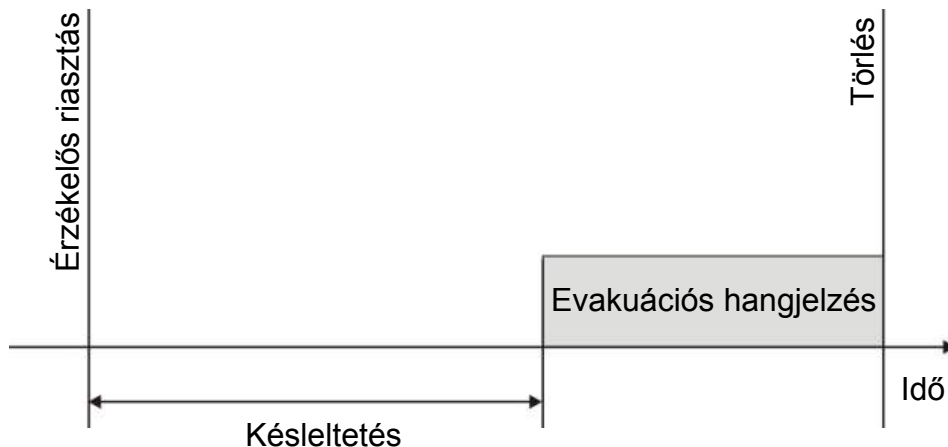 Érzékelős riasztás
Törlés
Evakuációs hangjelzés
Idő
Késleltetés